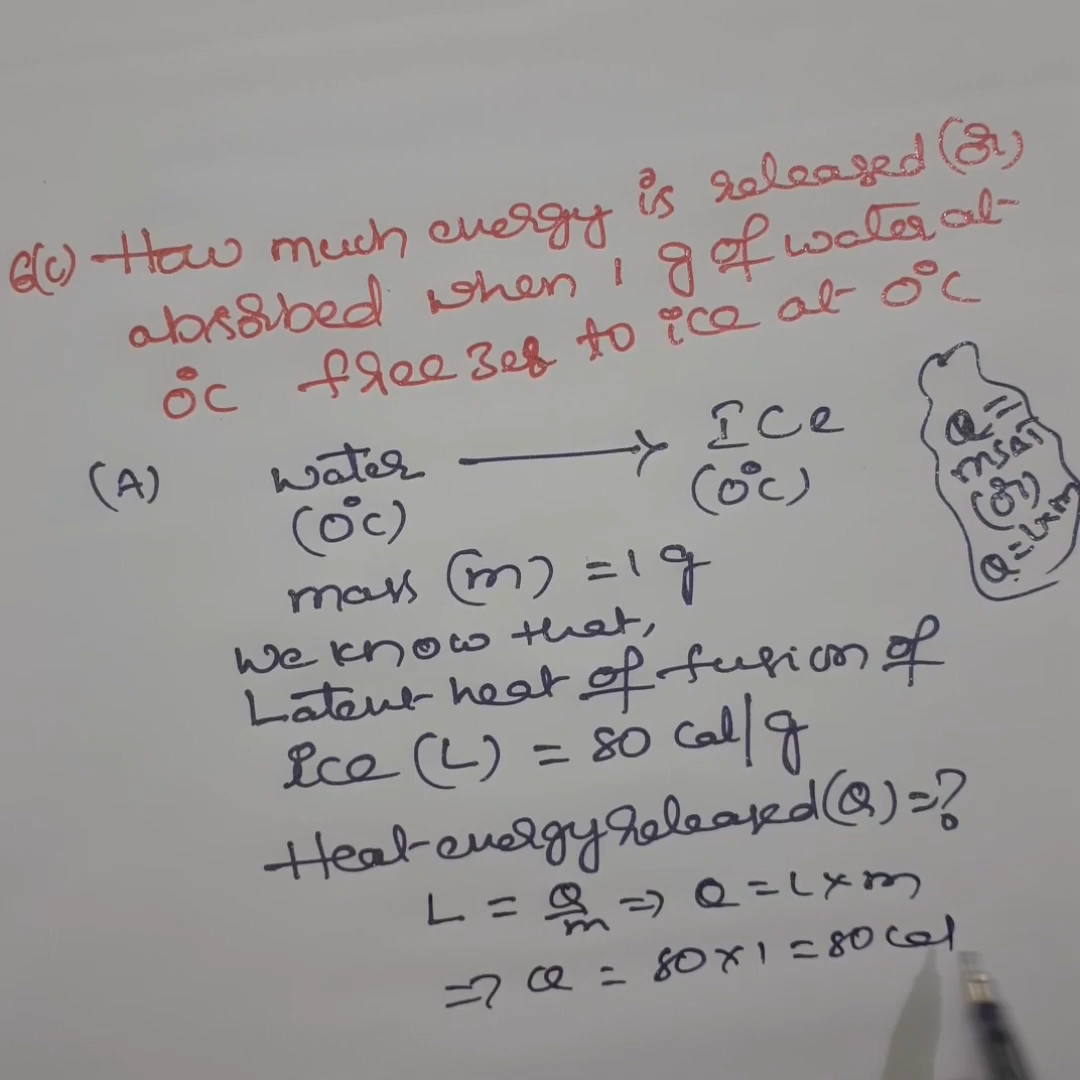 6(c) How much energy is released (or)
absorbed when 1 g of water at
0°C freezes to ice at 0°C
(A) Water → ICe
(0°C) (0°C)
mass (m) = 1 g
We know that,
Latent heat of fusion of
Ice (L) = 80 cal/g
Heat energy released (Q) = ?
L = Q/m ⇒ Q = L × m
⇒ Q = 80 × 1 = 80 cal
Q =
msΔT
(or)
Q = L×m